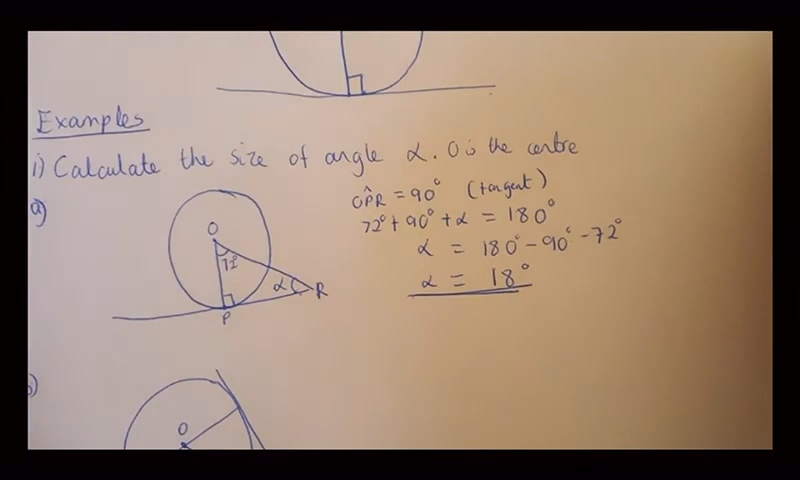 Examples
i) Calculate the size of angle α. O is the centre
a)
OP̂R = 90° (tangent)
72° + 90° + α = 180°
α = 180° - 90° - 72°
α = 18°
O
72°
α
R
P
b)
O